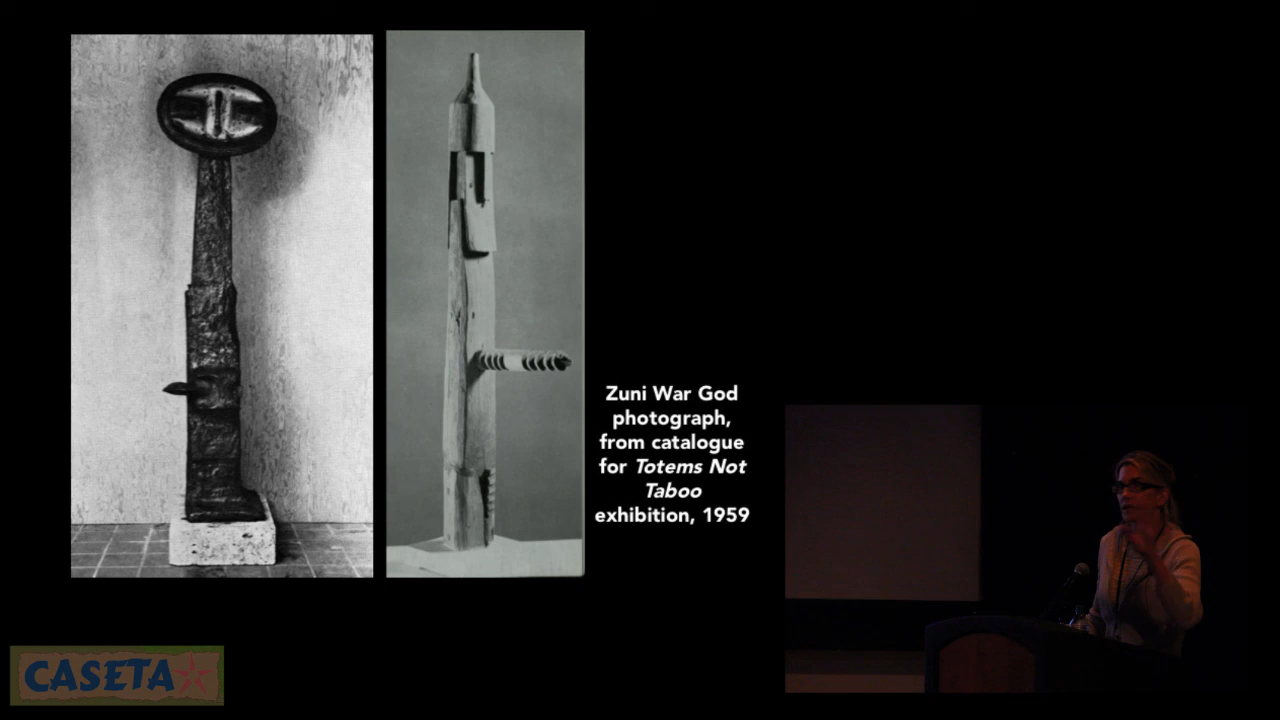 Zuni War God
photograph,
from catalogue
for Totems Not
Taboo
exhibition, 1959
CASETA